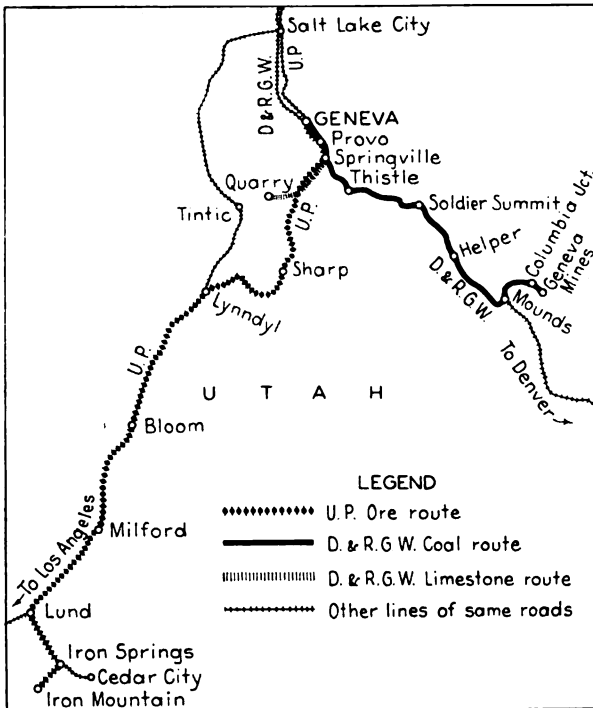 Salt Lake City
U.P.
D.&R.G.W.
GENEVA
Provo
Springville
Thistle
Quarry
U.P.
Tintic
Soldier Summit
Columbia Jct.
Geneva
Mines
Helper
Sharp
D.&R.G.W.
Mounds
Lynndyl
U.P.
To Denver
UTAH
Bloom
LEGEND
U.P. Ore route
D.&R.G.W. Coal route
D.&R.G.W. Limestone route
Other lines of same roads
Milford
To Los Angeles
Lund
Iron Springs
Cedar City
Iron Mountain